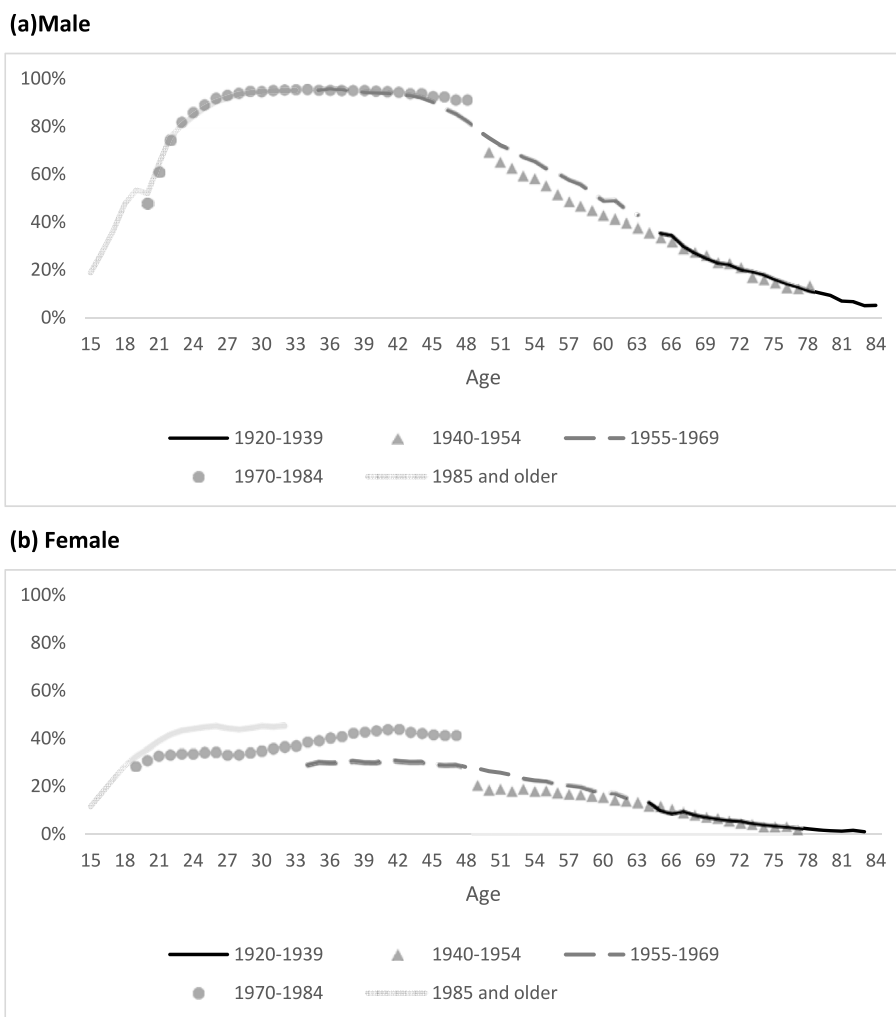 (a)Male
100%
80%
60%
40%
20%
0%
15 18 21 24 27 30 33 36 39 42 45 48 51 54 57 60 63 66 69 72 75 78 81 84
Age
1920-1939 1940-1954 1955-1969
1970-1984 1985 and older
(b) Female
100%
80%
60%
40%
20%
0%
15 18 21 24 27 30 33 36 39 42 45 48 51 54 57 60 63 66 69 72 75 78 81 84
Age
1920-1939 1940-1954 1955-1969
1970-1984 1985 and older